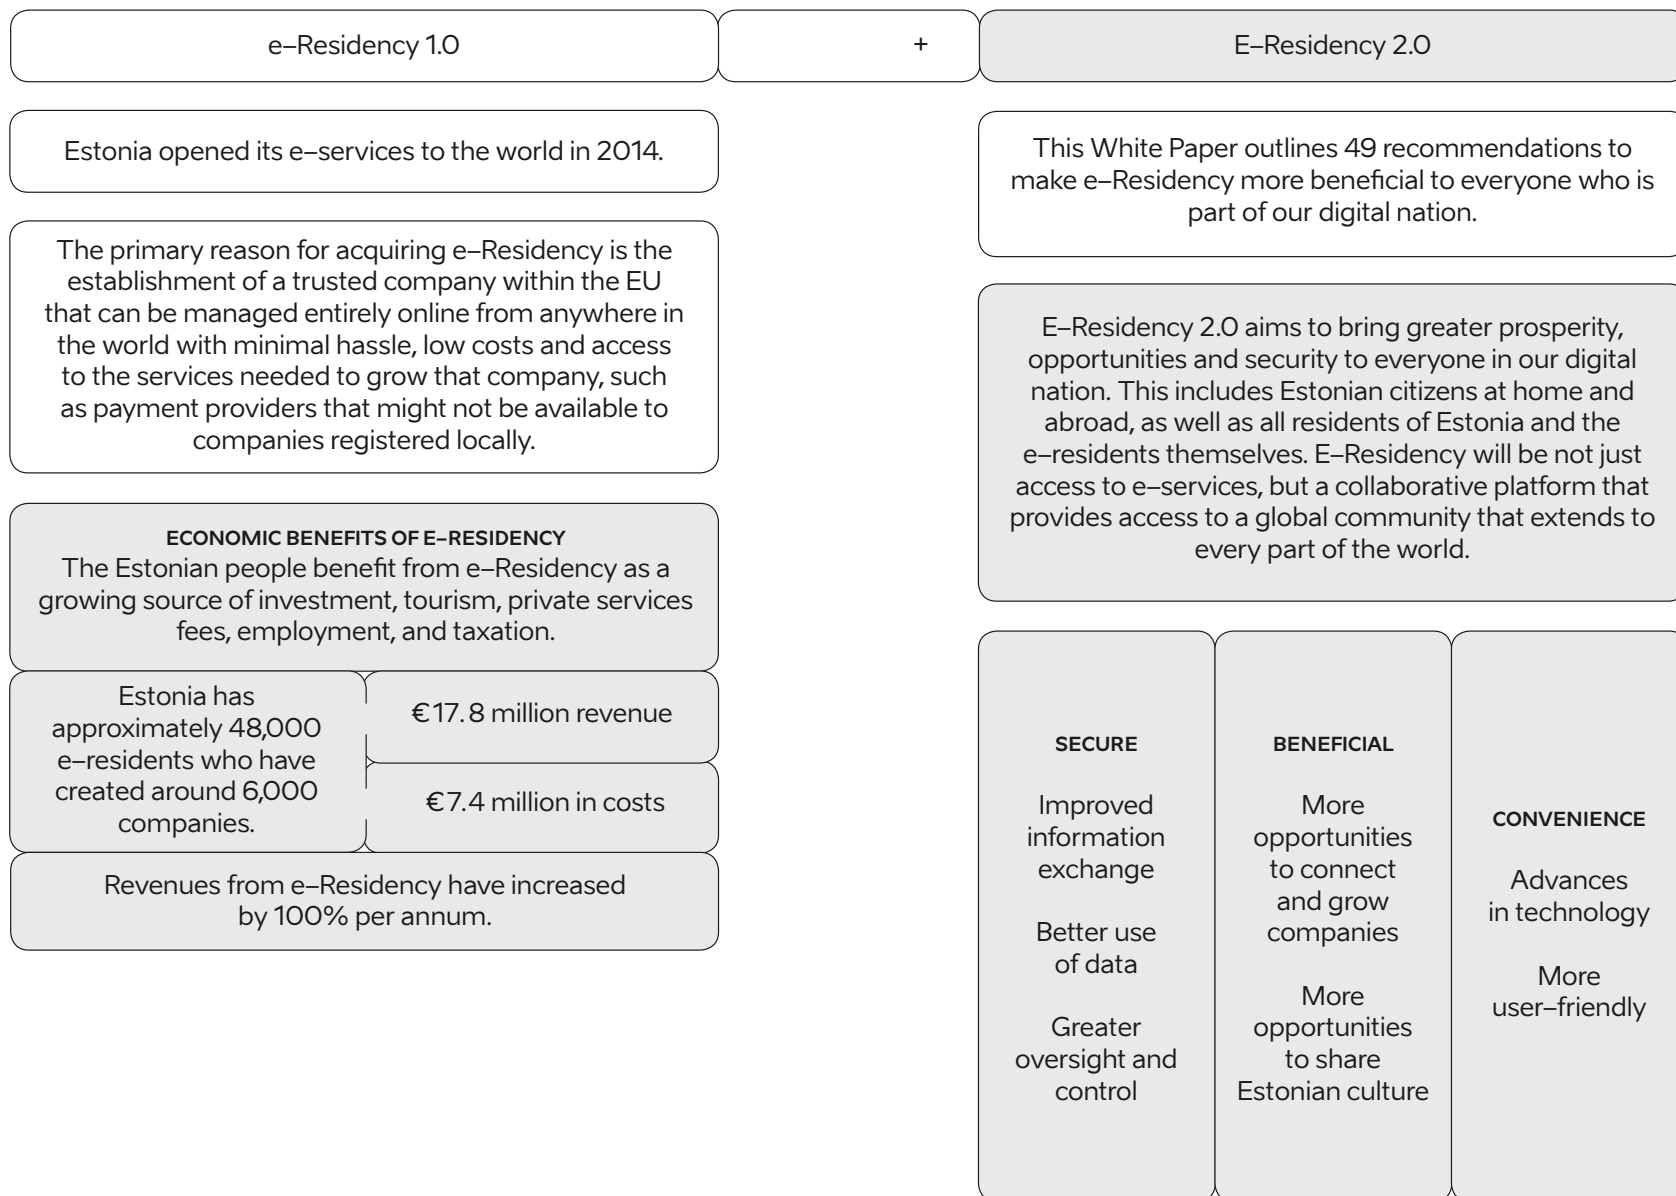 e–Residency 1.0
+
E–Residency 2.0
Estonia opened its e–services to the world in 2014.
The primary reason for acquiring e–Residency is the
establishment of a trusted company within the EU
that can be managed entirely online from anywhere in
the world with minimal hassle, low costs and access
to the services needed to grow that company, such
as payment providers that might not be available to
companies registered locally.
ECONOMIC BENEFITS OF E–RESIDENCY
The Estonian people benefit from e–Residency as a
growing source of investment, tourism, private services
fees, employment, and taxation.
Estonia has
approximately 48,000
e–residents who have
created around 6,000
companies.
€17.8 million revenue
€7.4 million in costs
Revenues from e–Residency have increased
by 100% per annum.
This White Paper outlines 49 recommendations to
make e–Residency more beneficial to everyone who is
part of our digital nation.
E–Residency 2.0 aims to bring greater prosperity,
opportunities and security to everyone in our digital
nation. This includes Estonian citizens at home and
abroad, as well as all residents of Estonia and the
e–residents themselves. E–Residency will be not just
access to e–services, but a collaborative platform that
provides access to a global community that extends to
every part of the world.
SECURE
Improved
information
exchange
Better use
of data
Greater
oversight and
control
BENEFICIAL
More
opportunities
to connect
and grow
companies
More
opportunities
to share
Estonian culture
CONVENIENCE
Advances
in technology
More
user–friendly